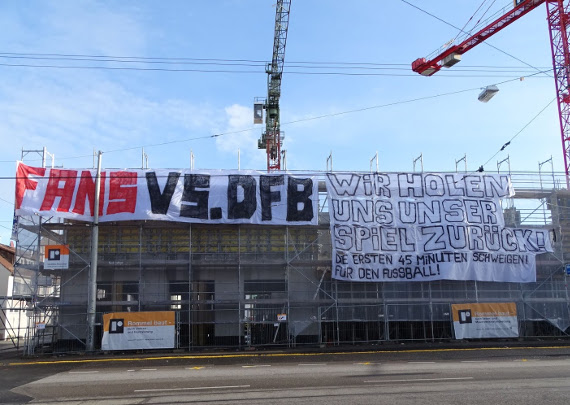 FANS VS. DFB
WIR HOLEN
UNS UNSER
SPIEL ZURÜCK!
DIE ERSTEN 45 MINUTEN SCHWEIGEN!
FÜR DEN FUSSBALL!